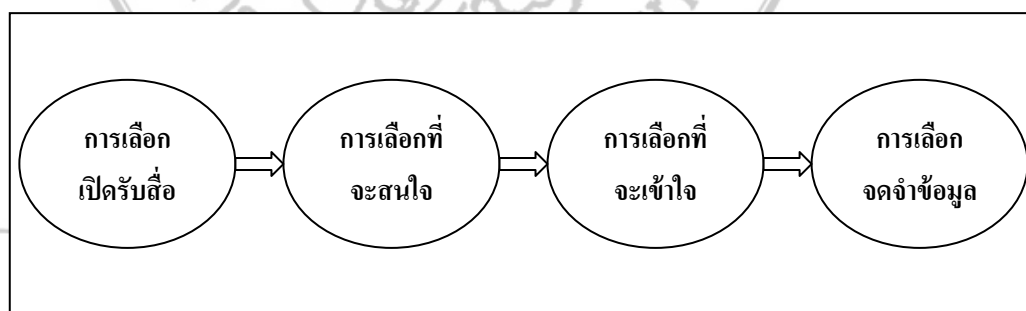 การเลือก
เปิดรับสื่อ
การเลือกที่
จะสนใจ
การเลือกที่
จะเข้าใจ
การเลือก
จดจำข้อมูล